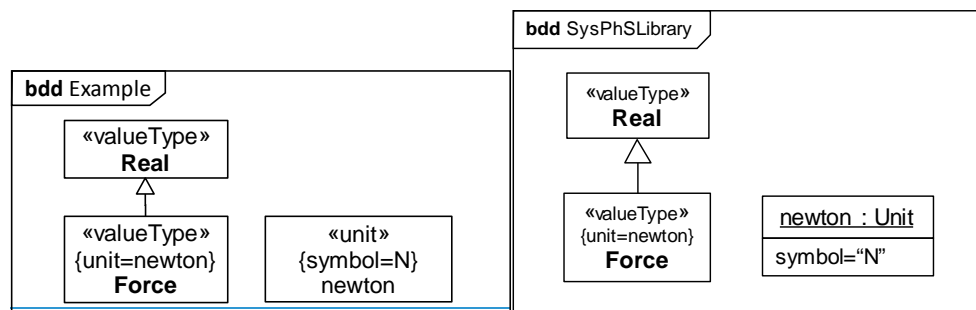 bdd Example
«valueType»
Real
«valueType»
{unit=newton}
Force
«unit»
{symbol=N}
newton
bdd SysPhSLibrary
«valueType»
Real
«valueType»
{unit=newton}
Force
newton : Unit
symbol=“N”